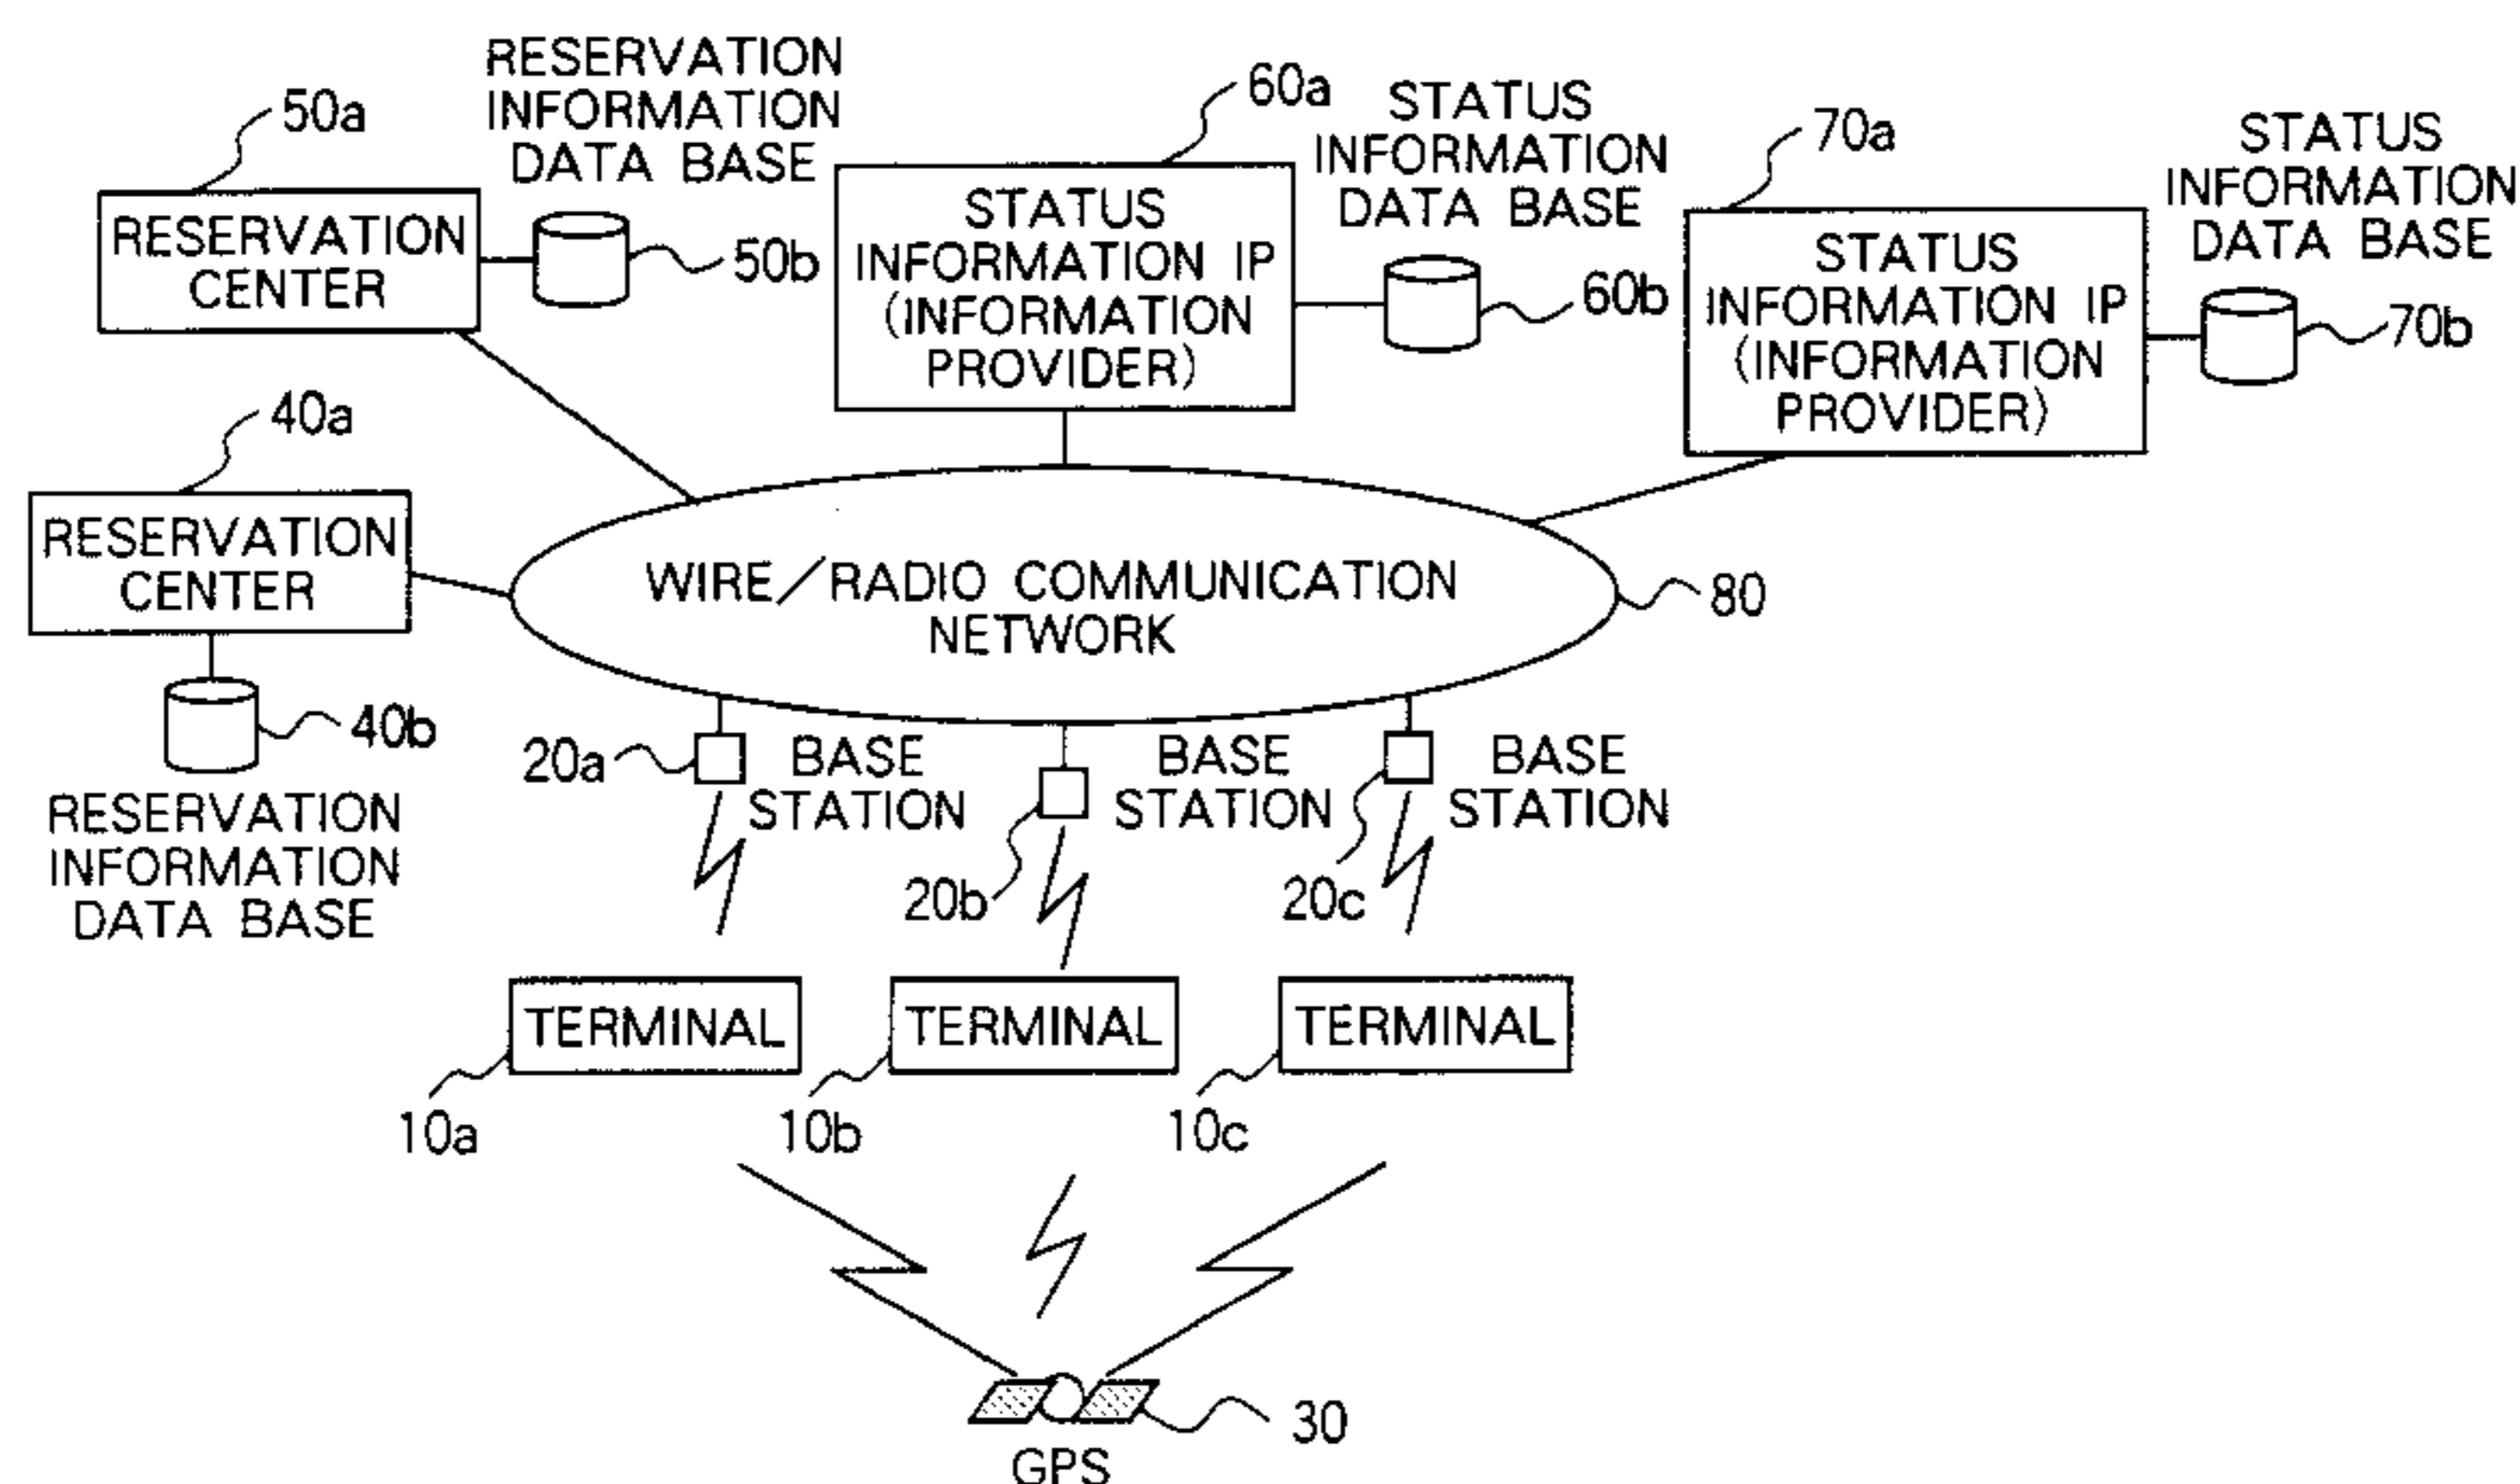 RESERVATION
INFORMATION
DATA BASE
50a
RESERVATION
CENTER
50b
60a
STATUS
INFORMATION IP
(INFORMATION
PROVIDER)
STATUS
INFORMATION
DATA BASE
60b
70a
STATUS
INFORMATION IP
(INFORMATION
PROVIDER)
STATUS
INFORMATION
DATA BASE
70b
40a
RESERVATION
CENTER
40b
RESERVATION
INFORMATION
DATA BASE
WIRE/RADIO COMMUNICATION
NETWORK
80
20a
BASE
STATION
20b
BASE
STATION
20c
BASE
STATION
TERMINAL
TERMINAL
TERMINAL
10a
10b
10c
30
GPS